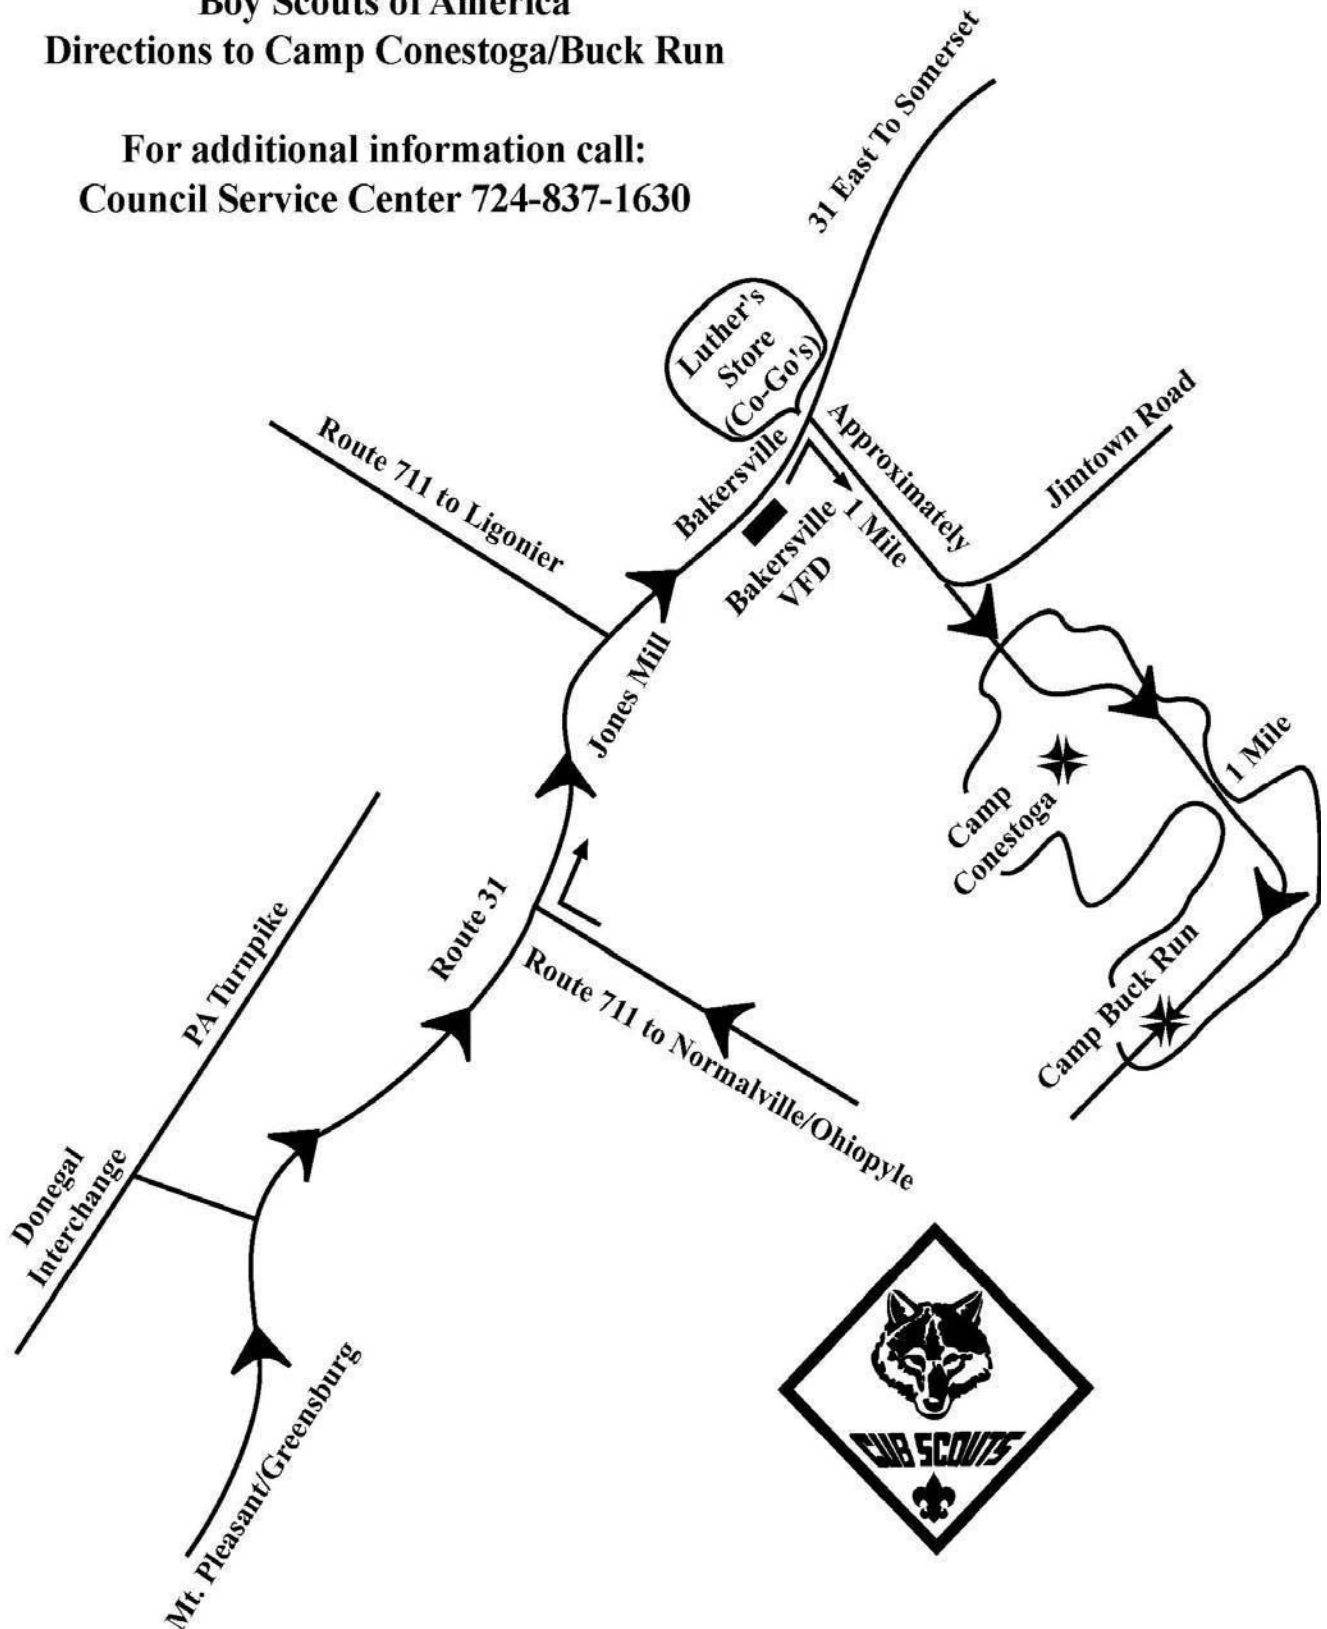 Boy Scouts of America
Directions to Camp Conestoga/Buck Run
For additional information call:
Council Service Center 724-837-1630
31 East To Somerset
Luther's
Store
(Co-Go's)
Approximately
1 Mile
Jimtown Road
Route 711 to Ligonier
Bakersville
Bakersville
VFD
Jones Mill
1 Mile
Camp
Conestoga
Route 31
PA Turnpike
Camp Buck Run
Route 711 to Normalville/Ohiopyle
Donegal
Interchange
Mt. Pleasant/Greensburg
CUB SCOUTS